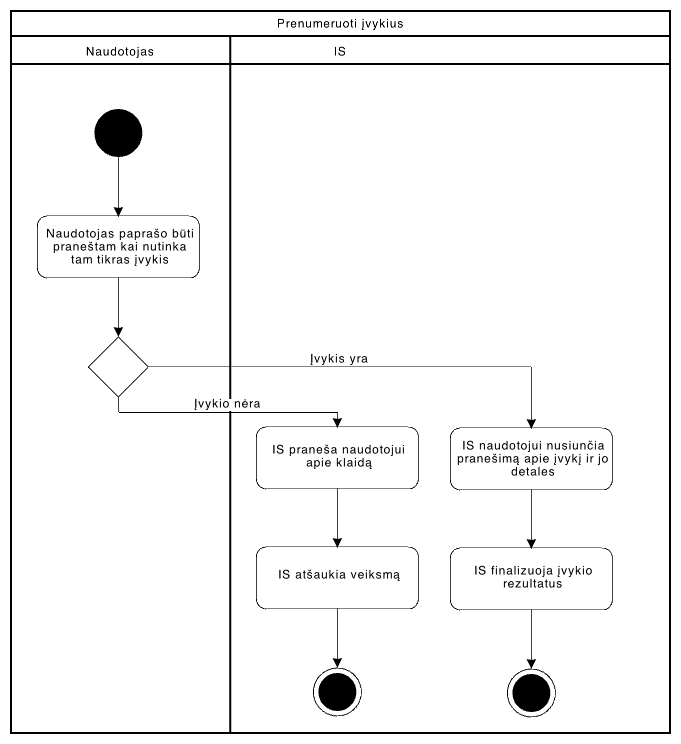 Prenumeruoti įvykius
Naudotojas
IS
Naudotojas paprašo būti
praneštam kai nutinka
tam tikras įvykis
Įvykis yra
Įvykio nėra
IS praneša naudotojui
apie klaidą
IS naudotojui nusiunčia
pranešimą apie įvykį ir jo
detales
IS atšaukia veiksmą
IS finalizuoja įvykio
rezultatus